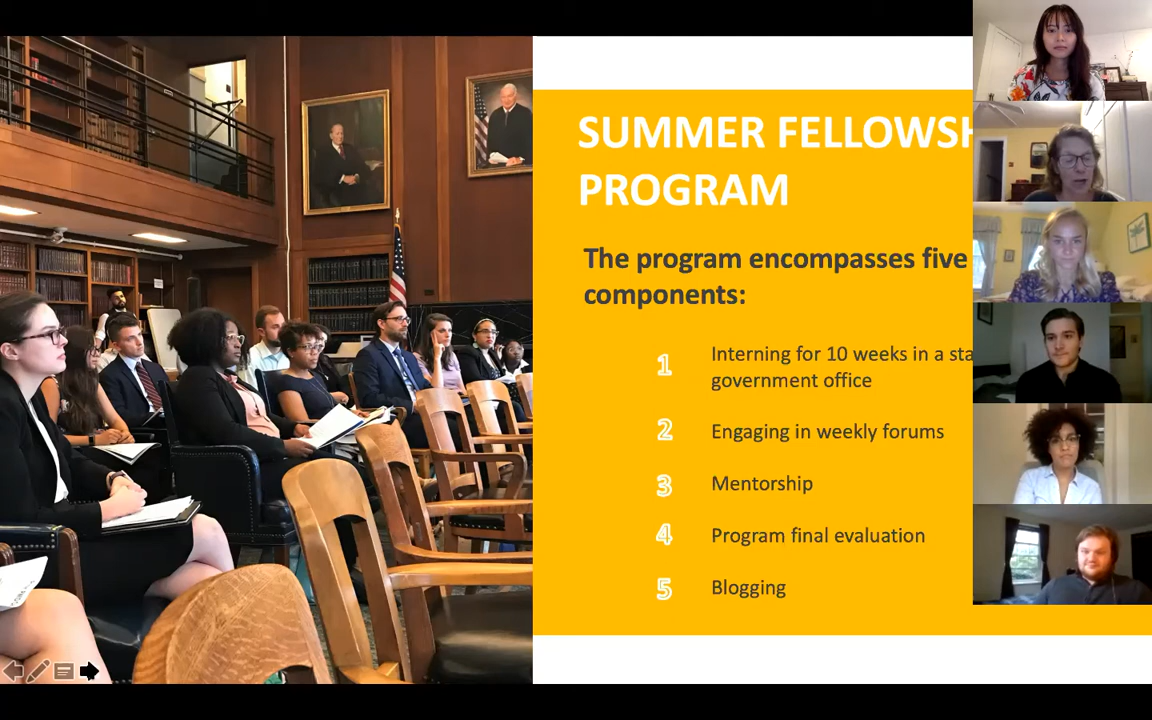 SUMMER FELLOWSH
PROGRAM
The program encompasses five
components:
1 Interning for 10 weeks in a sta
government office
2 Engaging in weekly forums
3 Mentorship
4 Program final evaluation
5 Blogging